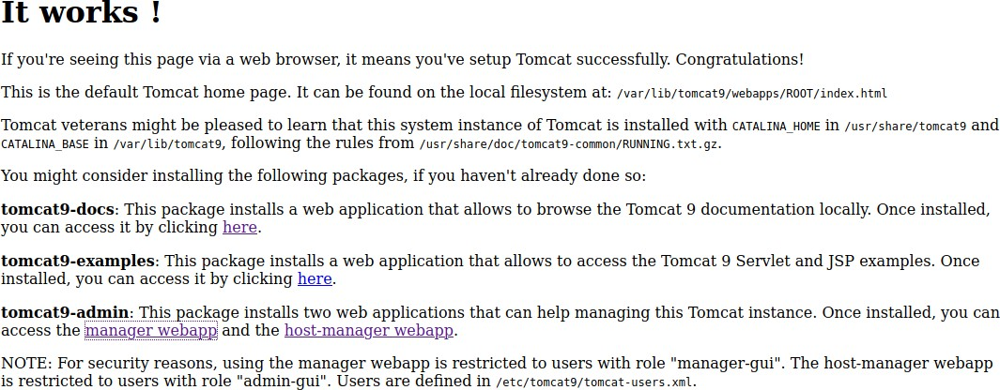 It works !
If you're seeing this page via a web browser, it means you've setup Tomcat successfully. Congratulations!
This is the default Tomcat home page. It can be found on the local filesystem at: /var/lib/tomcat9/webapps/ROOT/index.html
Tomcat veterans might be pleased to learn that this system instance of Tomcat is installed with CATALINA_HOME in /usr/share/tomcat9 and
CATALINA_BASE in /var/lib/tomcat9, following the rules from /usr/share/doc/tomcat9-common/RUNNING.txt.gz.
You might consider installing the following packages, if you haven't already done so:
tomcat9-docs: This package installs a web application that allows to browse the Tomcat 9 documentation locally. Once installed,
you can access it by clicking here.
tomcat9-examples: This package installs a web application that allows to access the Tomcat 9 Servlet and JSP examples. Once
installed, you can access it by clicking here.
tomcat9-admin: This package installs two web applications that can help managing this Tomcat instance. Once installed, you can
access the manager webapp and the host-manager webapp.
NOTE: For security reasons, using the manager webapp is restricted to users with role "manager-gui". The host-manager webapp
is restricted to users with role "admin-gui". Users are defined in /etc/tomcat9/tomcat-users.xml.